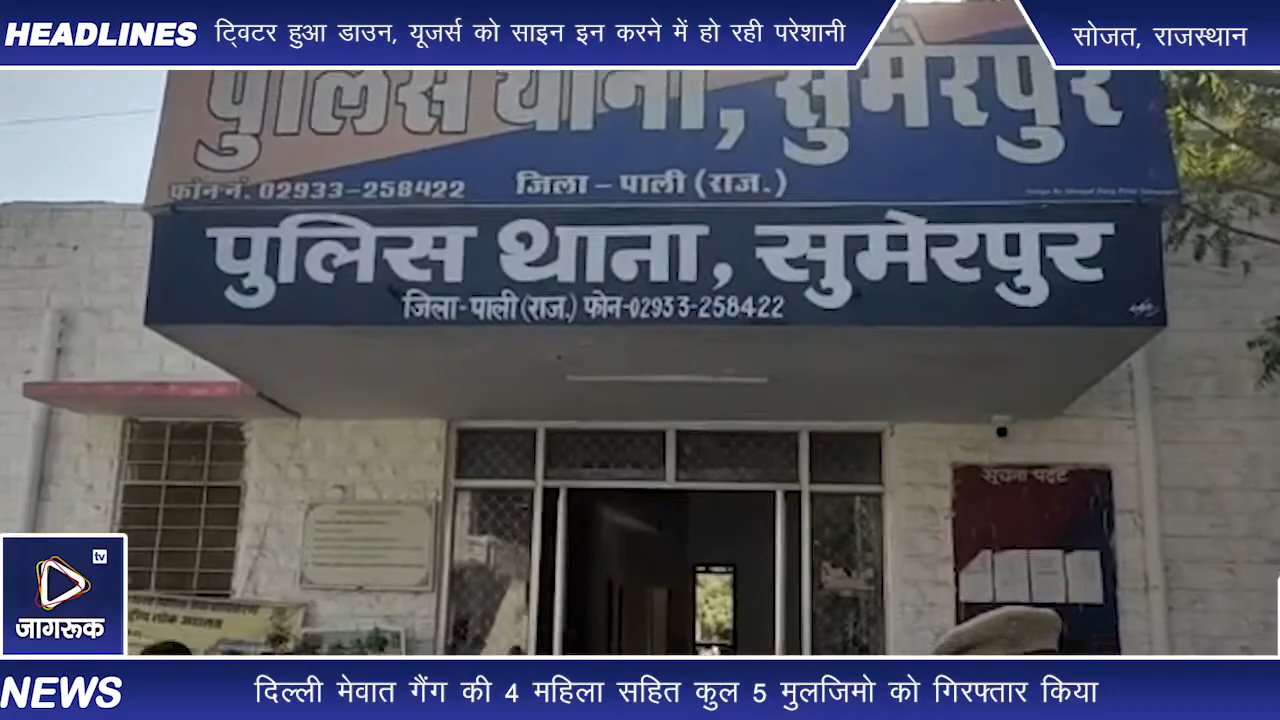 HEADLINES ट्विटर हुआ डाउन, यूजर्स को साइन इन करने में हो रही परेशानी
सोजत, राजस्थान
पुलिस थाना, सुमेरपुर
फोन नं. 02933-258422 जिला - पाली (राज.)
पुलिस थाना, सुमेरपुर
जिला-पाली (राज.) फोन-02933-258422
सूचना पट्ट
tv
जागरूक
NEWS दिल्ली मेवात गैंग की 4 महिला सहित कुल 5 मुलजिमो को गिरफ्तार किया